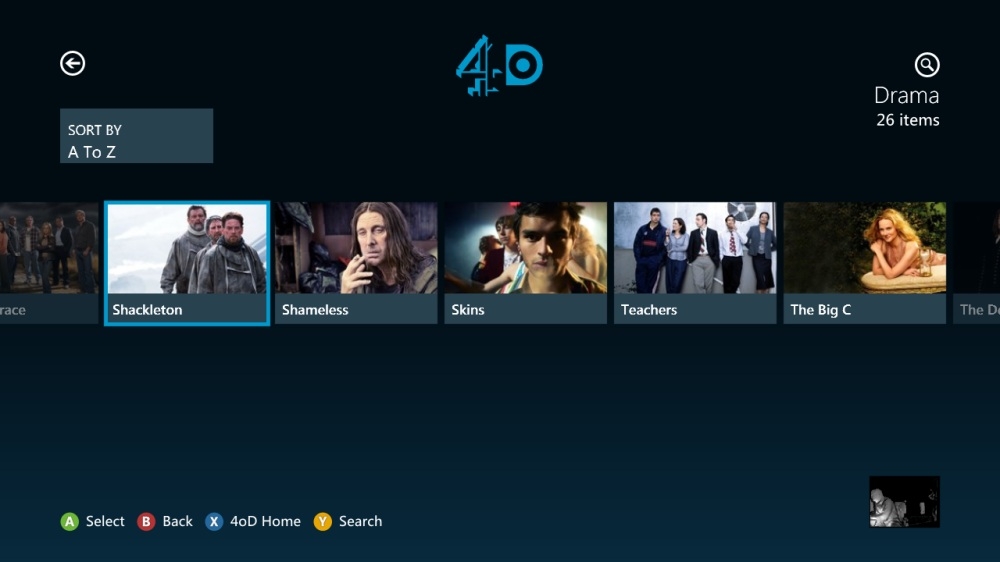 4oD
Drama
26 items
SORT BY
A To Z
race
Shackleton
Shameless
Skins
Teachers
The Big C
The D
A Select
B Back
X 4oD Home
Y Search